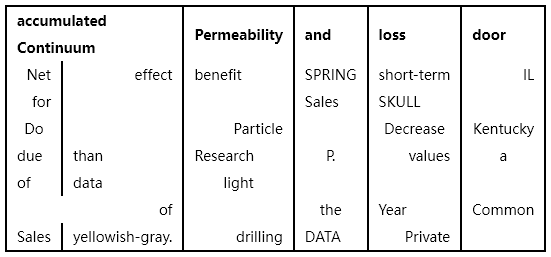 accumulated Continuum Permeability and loss door
Net effect benefit SPRING short-term IL
for Sales SKULL
Do Particle Decrease Kentucky
due than Research P. values a
of data light
of the Year Common
Sales yellowish-gray. drilling DATA Private